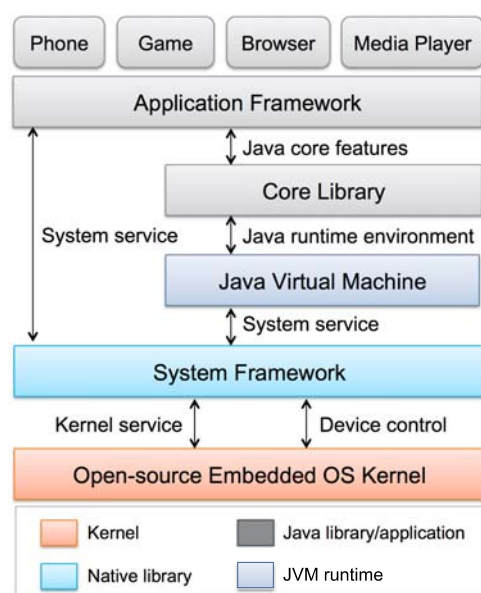 Phone Game Browser Media Player
Application Framework
Java core features
Core Library
System service Java runtime environment
Java Virtual Machine
System service
System Framework
Kernel service Device control
Open-source Embedded OS Kernel
Kernel Java library/application
Native library JVM runtime